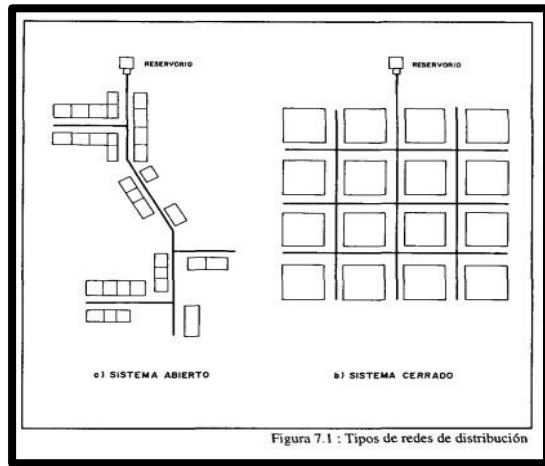 RESERVORIO
RESERVORIO
a) SISTEMA ABIERTO
b) SISTEMA CERRADO
Figura 7.1 : Tipos de redes de distribución